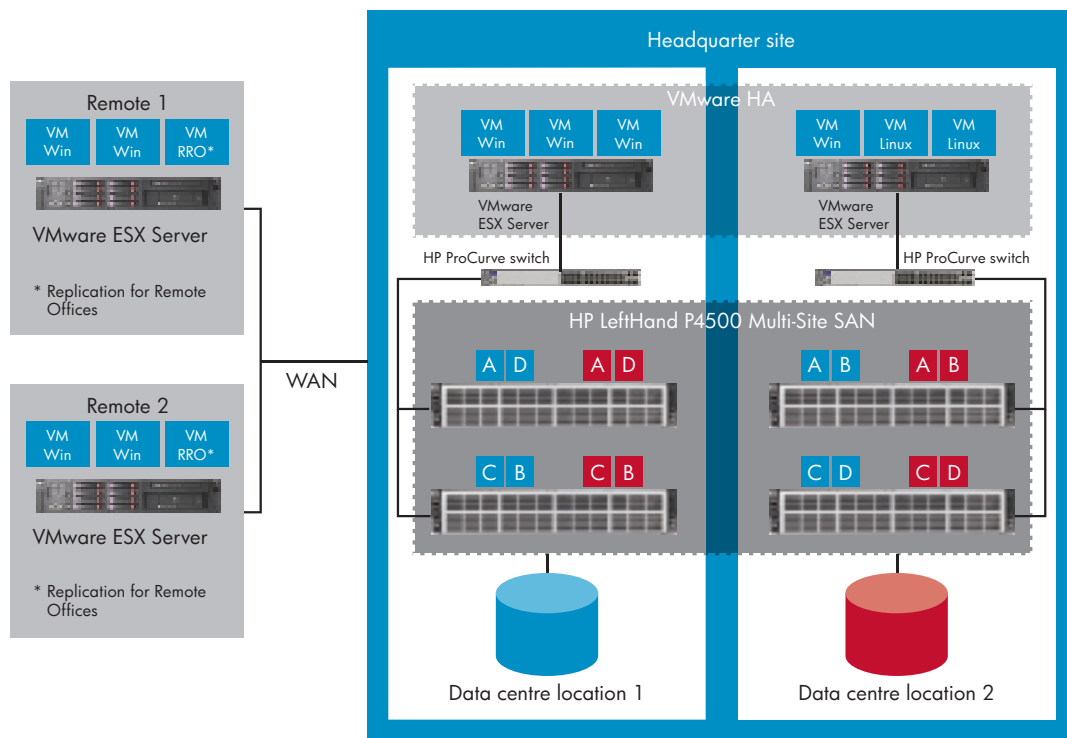 Headquarter site
Remote 1
VM
Win
VM
Win
VM
RRO*
VMware ESX Server
* Replication for Remote
Offices
WAN
Remote 2
VM
Win
VM
Win
VM
RRO*
VMware ESX Server
* Replication for Remote
Offices
VMware HA
VM
Win
VM
Win
VM
Win
VMware
ESX Server
VM
Win
VM
Linux
VM
Linux
VMware
ESX Server
HP ProCurve switch
HP ProCurve switch
HP LeftHand P4500 Multi-Site SAN
A D A D
A B A B
C B C B
C D C D
Data centre location 1
Data centre location 2